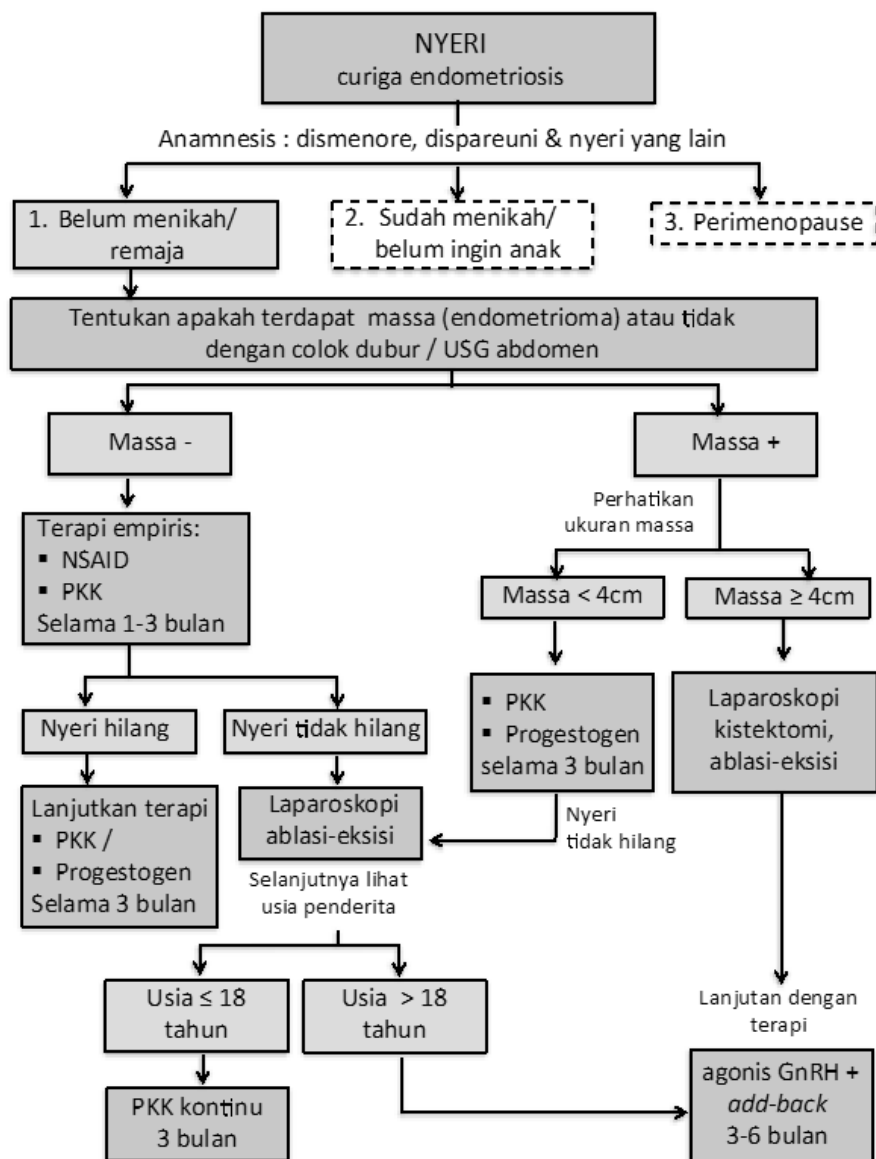 NYERI
curiga endometriosis
Anamnesis : dismenore, dispareuni & nyeri yang lain
1. Belum menikah/
remaja
2. Sudah menikah/
belum ingin anak
3. Perimenopause
Tentukan apakah terdapat massa (endometrioma) atau tidak
dengan colok dubur / USG abdomen
Massa -
Massa +
Perhatikan
ukuran massa
Terapi empiris:
▪ NSAID
▪ PKK
Selama 1-3 bulan
Massa < 4cm
Massa ≥ 4cm
Nyeri hilang
Nyeri tidak hilang
▪ PKK
▪ Progestogen
selama 3 bulan
Laparoskopi
kistektomi,
ablasi-eksisi
Lanjutkan terapi
▪ PKK /
▪ Progestogen
Selama 3 bulan
Laparoskopi
ablasi-eksisi
Nyeri
tidak hilang
Selanjutnya lihat
usia penderita
Usia ≤ 18
tahun
Usia > 18
tahun
Lanjutan dengan
terapi
PKK kontinu
3 bulan
agonis GnRH +
add-back
3-6 bulan